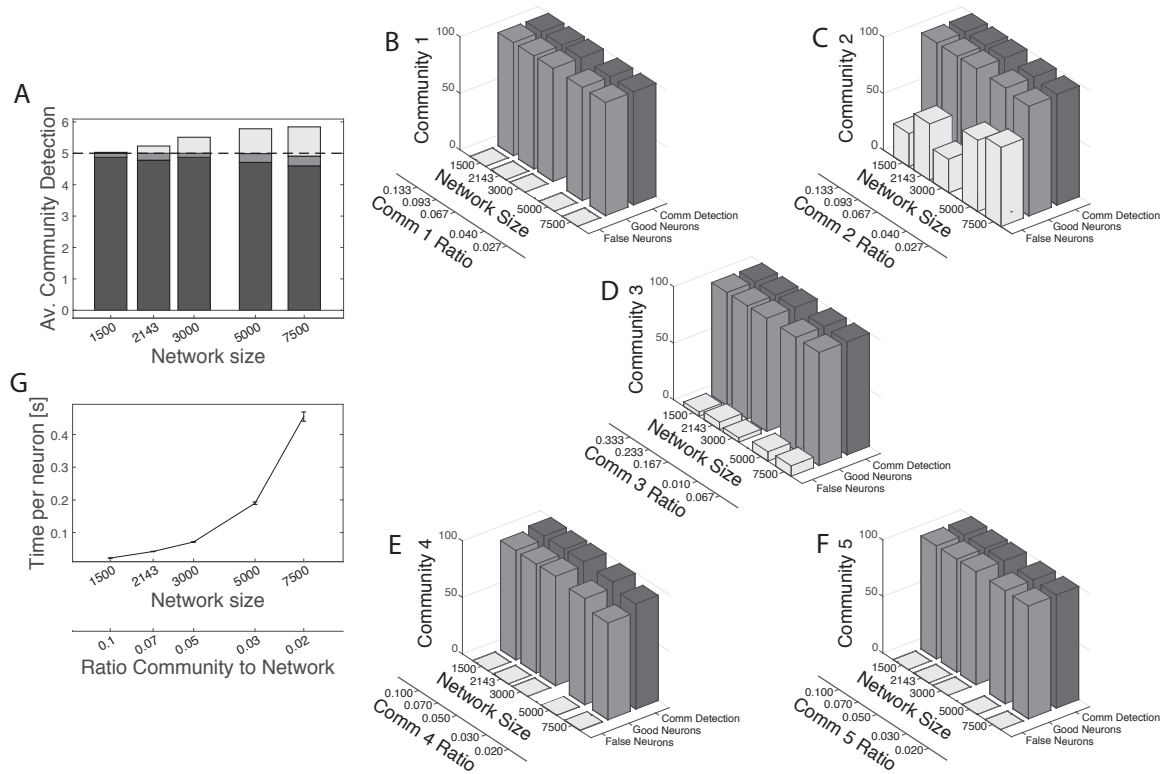 A
Av. Community Detection
6
5
4
3
2
1
0
1500
2143
3000
5000
7500
Network size
G
Time per neuron [s]
0.4
0.3
0.2
0.1
1500
2143
3000
5000
7500
Network size
0.1
0.07
0.05
0.03
0.02
Ratio Community to Network
B
Community 1
100
50
0
1500
2143
3000
5000
7500
Network Size
0.133
0.093
0.067
0.040
0.027
Comm 1 Ratio
Comm Detection
Good Neurons
False Neurons
C
Community 2
100
50
0
1500
2143
3000
5000
7500
Network Size
0.133
0.093
0.067
0.040
0.027
Comm 2 Ratio
Comm Detection
Good Neurons
False Neurons
D
Community 3
100
50
0
1500
2143
3000
5000
7500
Network Size
0.333
0.233
0.167
0.010
0.067
Comm 3 Ratio
Comm Detection
Good Neurons
False Neurons
E
Community 4
100
50
0
1500
2143
3000
5000
7500
Network Size
0.100
0.070
0.050
0.030
0.020
Comm 4 Ratio
Comm Detection
Good Neurons
False Neurons
F
Community 5
100
50
0
1500
2143
3000
5000
7500
Network Size
0.100
0.070
0.050
0.030
0.020
Comm 5 Ratio
Comm Detection
Good Neurons
False Neurons